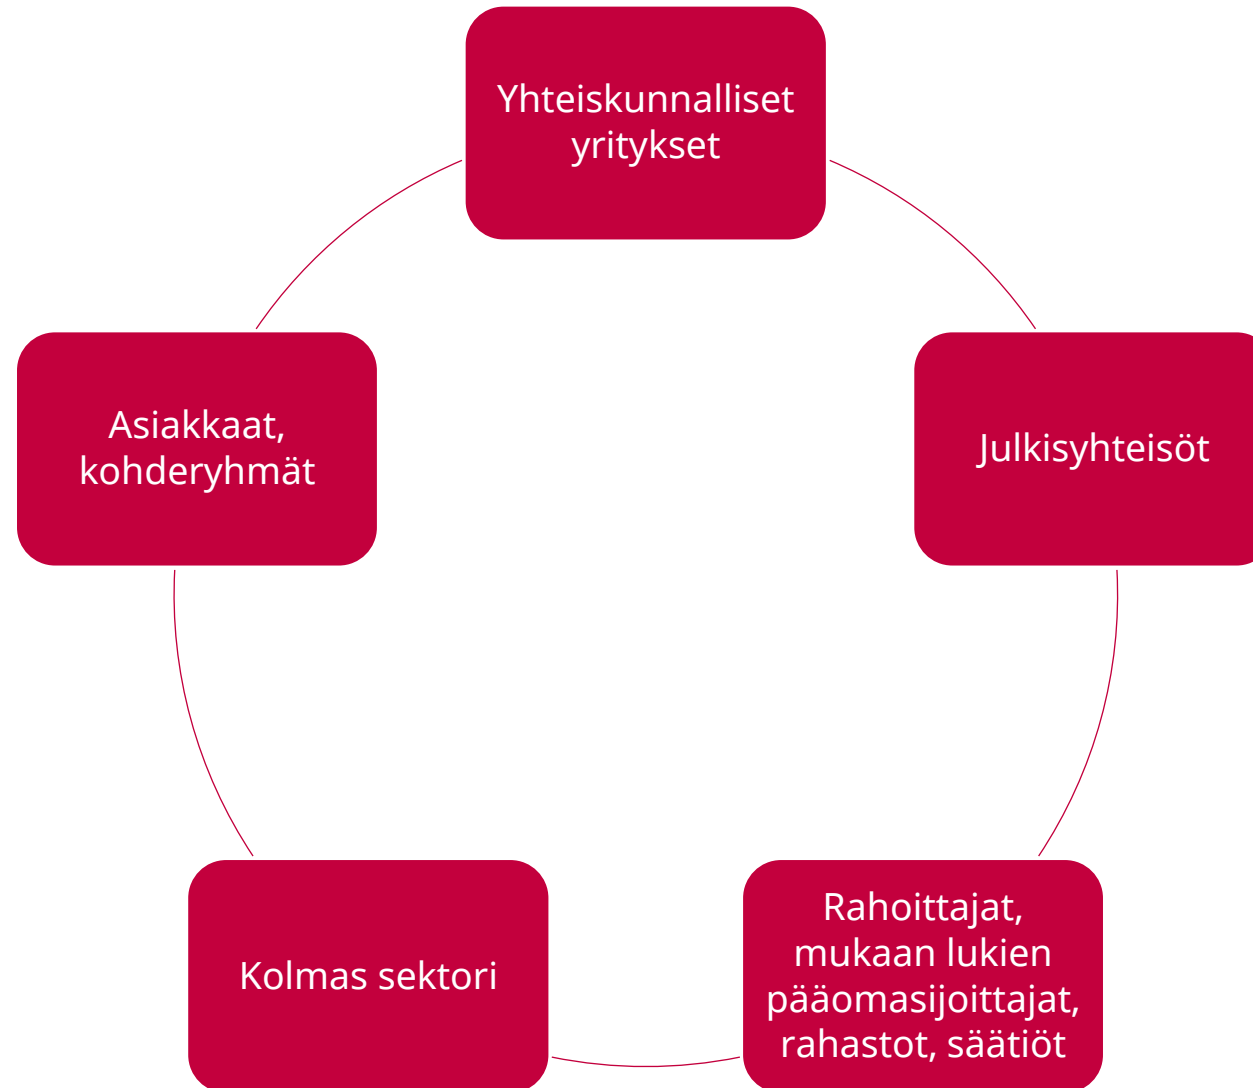 Yhteiskunnalliset
yritykset
Asiakkaat,
kohderyhmät
Julkisyhteisöt
Kolmas sektori
Rahoittajat,
mukaan lukien
pääomasijoittajat,
rahastot, säätiöt